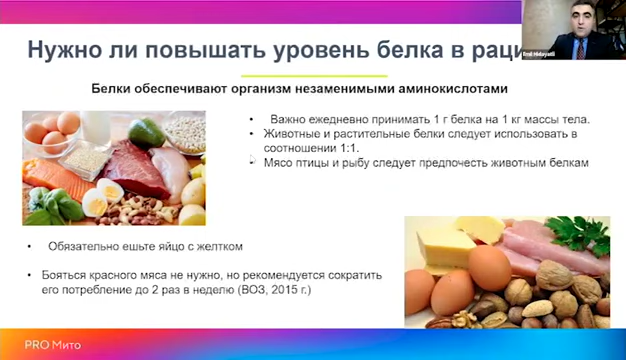 Нужно ли повышать уровень белка в
Emil Hidayatli
Белки обеспечивают организм незаменимыми аминокислотами
• Важно ежедневно принимать 1 г белка на 1 кг массы тела.
• Животные и растительные белки следует использовать в
соотношении 1:1.
• Мясо птицы и рыбу следует предпочесть животным белкам
• Обязательно ешьте яйцо с желтком
• Бояться красного мяса не нужно, но рекомендуется сократить
его потребление до 2 раз в неделю (ВОЗ, 2015 г.)
PRO Мито